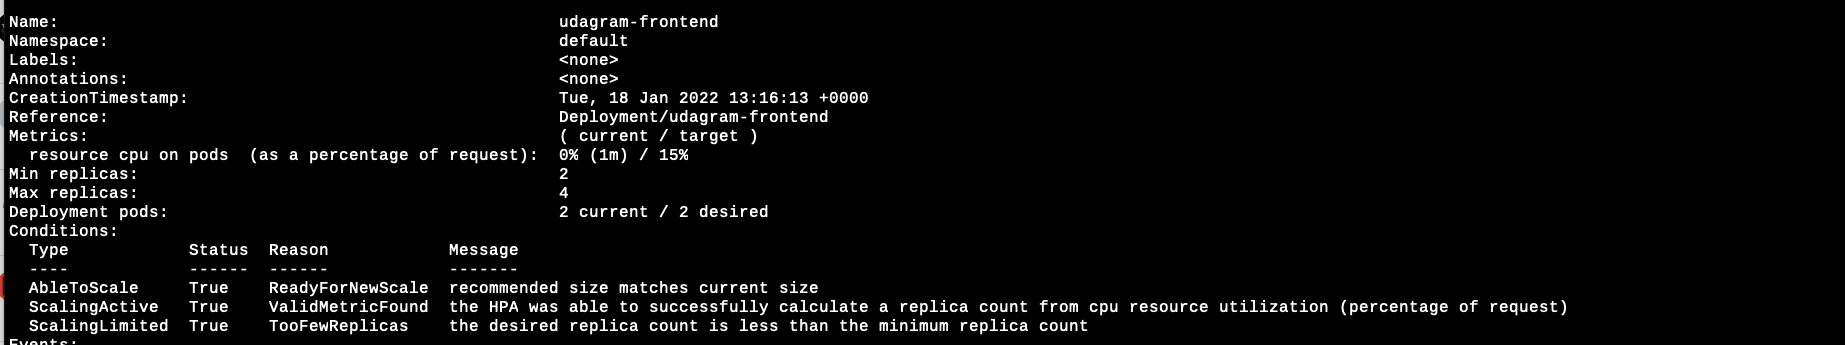 Name: udagram-frontend
Namespace: default
Labels: <none>
Annotations: <none>
CreationTimestamp: Tue, 18 Jan 2022 13:16:13 +0000
Reference: Deployment/udagram-frontend
Metrics: ( current / target )
resource cpu on pods (as a percentage of request): 0% (1m) / 15%
Min replicas: 2
Max replicas: 4
Deployment pods: 2 current / 2 desired
Conditions:
Type Status Reason Message
---- ------ ------ -------
AbleToScale True ReadyForNewScale recommended size matches current size
ScalingActive True ValidMetricFound the HPA was able to successfully calculate a replica count from cpu resource utilization (percentage of request)
ScalingLimited True TooFewReplicas the desired replica count is less than the minimum replica count
Events: